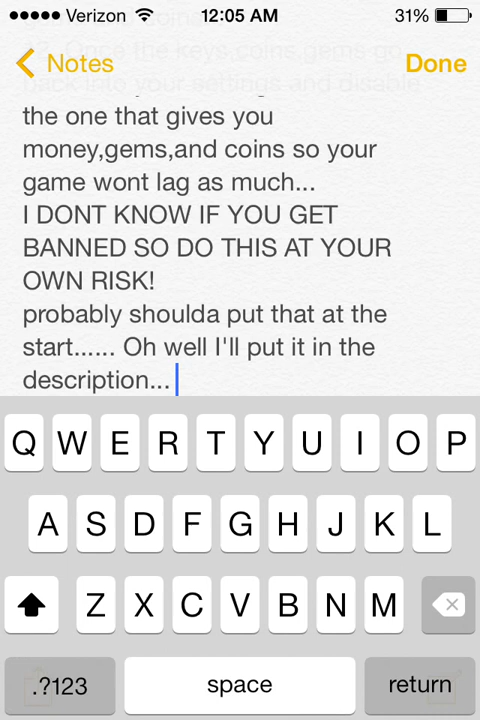 Verizon 12:05 AM 31%
Notes Done
the one that gives you
money,gems,and coins so your
game wont lag as much...
I DONT KNOW IF YOU GET
BANNED SO DO THIS AT YOUR
OWN RISK!
probably shoulda put that at the
start...... Oh well I'll put it in the
description...
Q W E R T Y U I O P
A S D F G H J K L
Z X C V B N M
.?123 space return